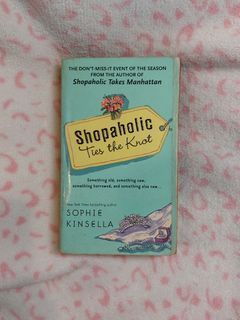 THE DON'T-MISS-IT EVENT OF THE SEASON
FROM THE AUTHOR OF
Shopaholic Takes Manhattan
Shopaholic
Ties the Knot
Something old, something new,
something borrowed, and something else new...
New York Times bestselling author
SOPHIE
KINSELLA